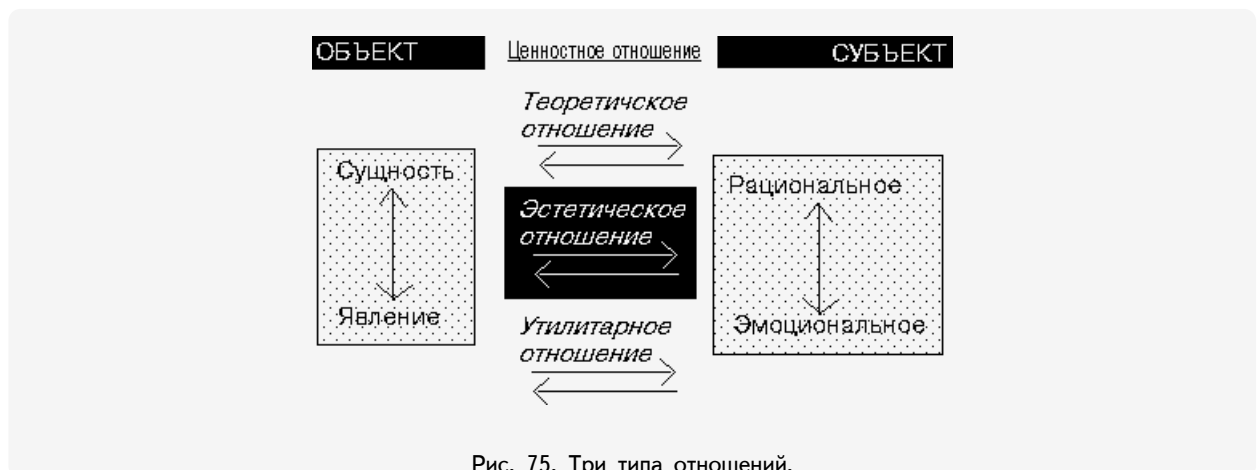 ОБЪЕКТ
Ценностное отношение
СУБЪЕКТ
Теоретичское
отношение
Сущность
Явление
Эстетическое
отношение
Утилитарное
отношение
Рациональное
Эмоциональное
Рис. 75. Три типа отношений.